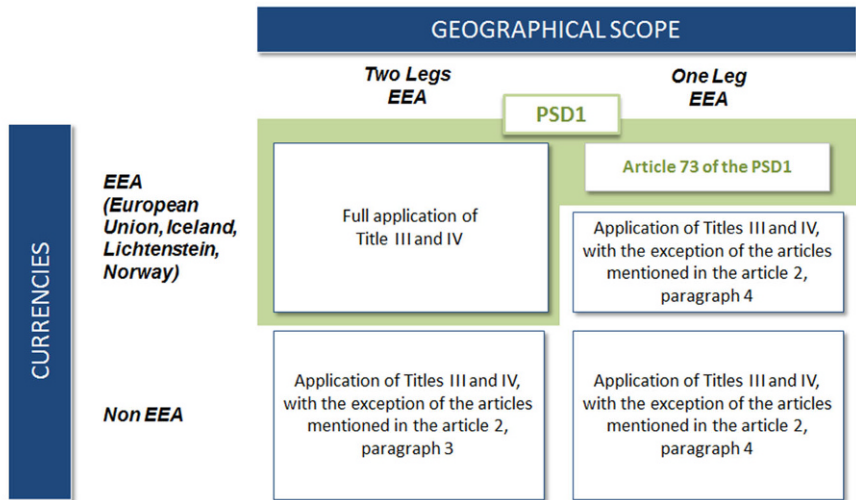 GEOGRAPHICAL SCOPE
Two Legs
EEA
One Leg
EEA
PSD1
CURRENCIES
EEA
(European
Union, Iceland,
Lichtenstein,
Norway)
Full application of
Title III and IV
Article 73 of the PSD1
Application of Titles III and IV,
with the exception of the articles
mentioned in the article 2,
paragraph 4
Non EEA
Application of Titles III and IV,
with the exception of the articles
mentioned in the article 2,
paragraph 3
Application of Titles III and IV,
with the exception of the articles
mentioned in the article 2,
paragraph 4